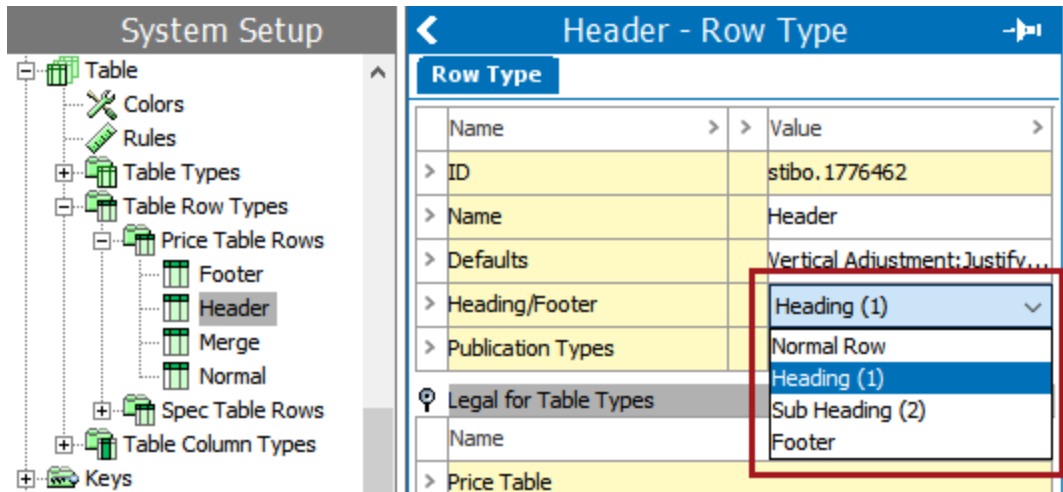 System Setup
Table
Colors
Rules
Table Types
Table Row Types
Price Table Rows
Footer
Header
Merge
Normal
Spec Table Rows
Table Column Types
Keys
Header - Row Type
Row Type
Name > > Value >
> ID stibo.1776462
> Name Header
> Defaults Vertical Adjustment:Justify...
> Heading/Footer Heading (1)
> Publication Types
Normal Row
Heading (1)
Sub Heading (2)
Footer
Legal for Table Types
Name
> Price Table